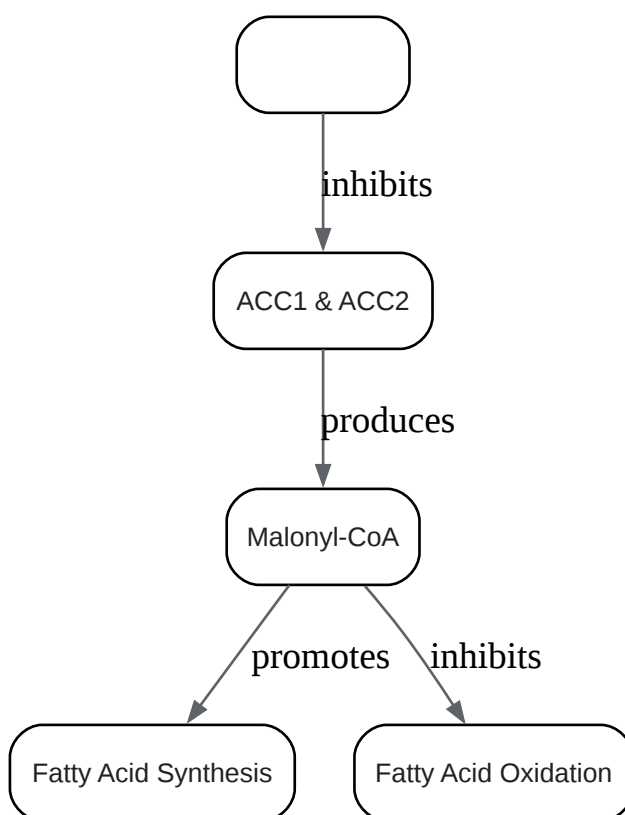 inhibits
ACC1 & ACC2
produces
Malonyl-CoA
promotes
inhibits
Fatty Acid Synthesis
Fatty Acid Oxidation